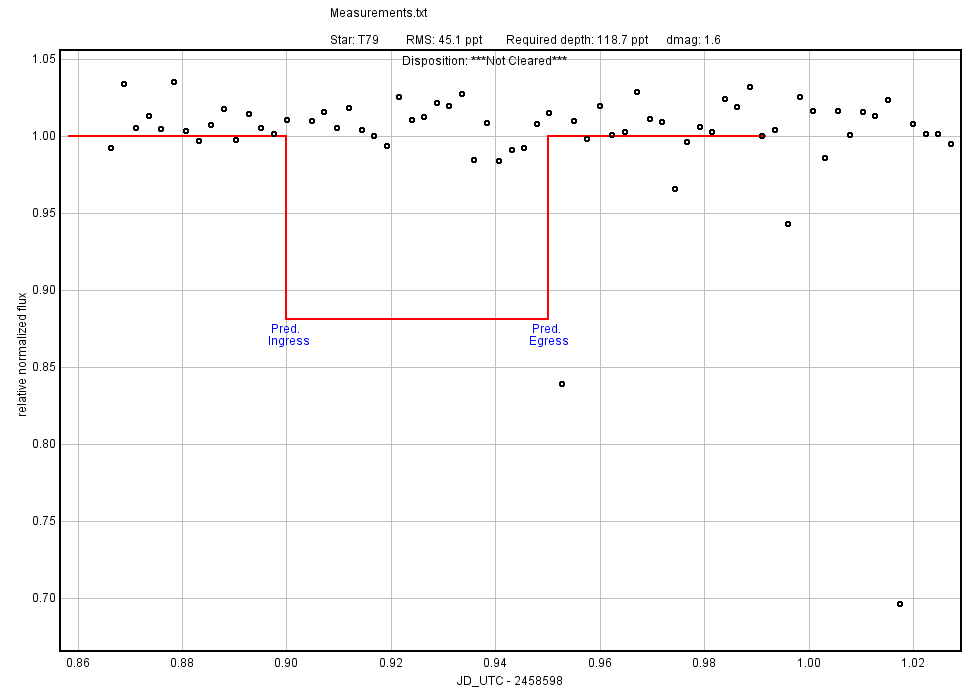 Measurements.txt
Star: T79 RMS: 45.1 ppt Required depth: 118.7 ppt dmag: 1.6
Disposition: ***Not Cleared***
1.05
1.00
0.95
0.90
0.85
0.80
0.75
0.70
relative normalized flux
Pred.
Ingress
Pred.
Egress
0.86 0.88 0.90 0.92 0.94 0.96 0.98 1.00 1.02
JD_UTC - 2458598